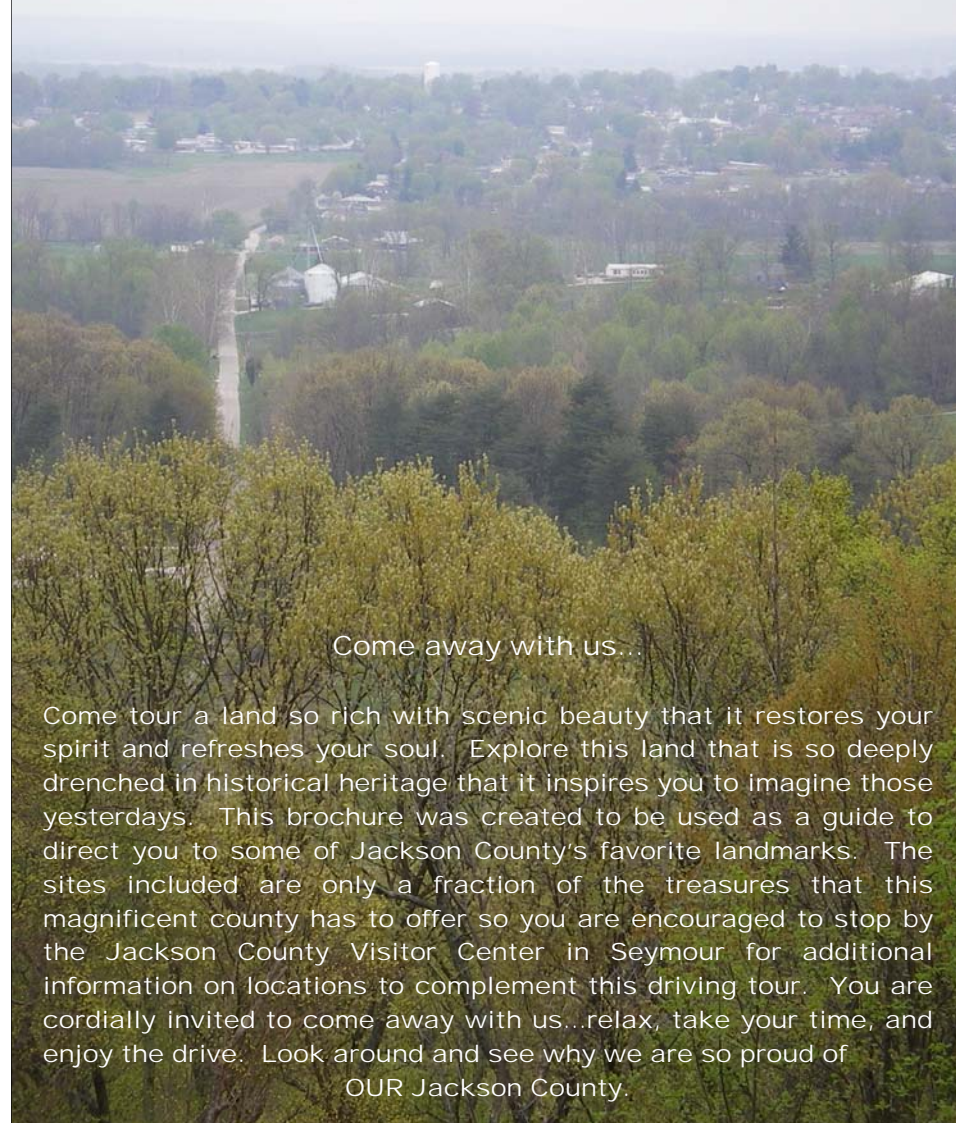 Come away with us...
Come tour a land so rich with scenic beauty that it restores your
spirit and refreshes your soul. Explore this land that is so deeply
drenched in historical heritage that it inspires you to imagine those
yesterdays. This brochure was created to be used as a guide to
direct you to some of Jackson County's favorite landmarks. The
sites included are only a fraction of the treasures that this
magnificent county has to offer so you are encouraged to stop by
the Jackson County Visitor Center in Seymour for additional
information on locations to complement this driving tour. You are
cordially invited to come away with us...relax, take your time, and
enjoy the drive. Look around and see why we are so proud of
OUR Jackson County.